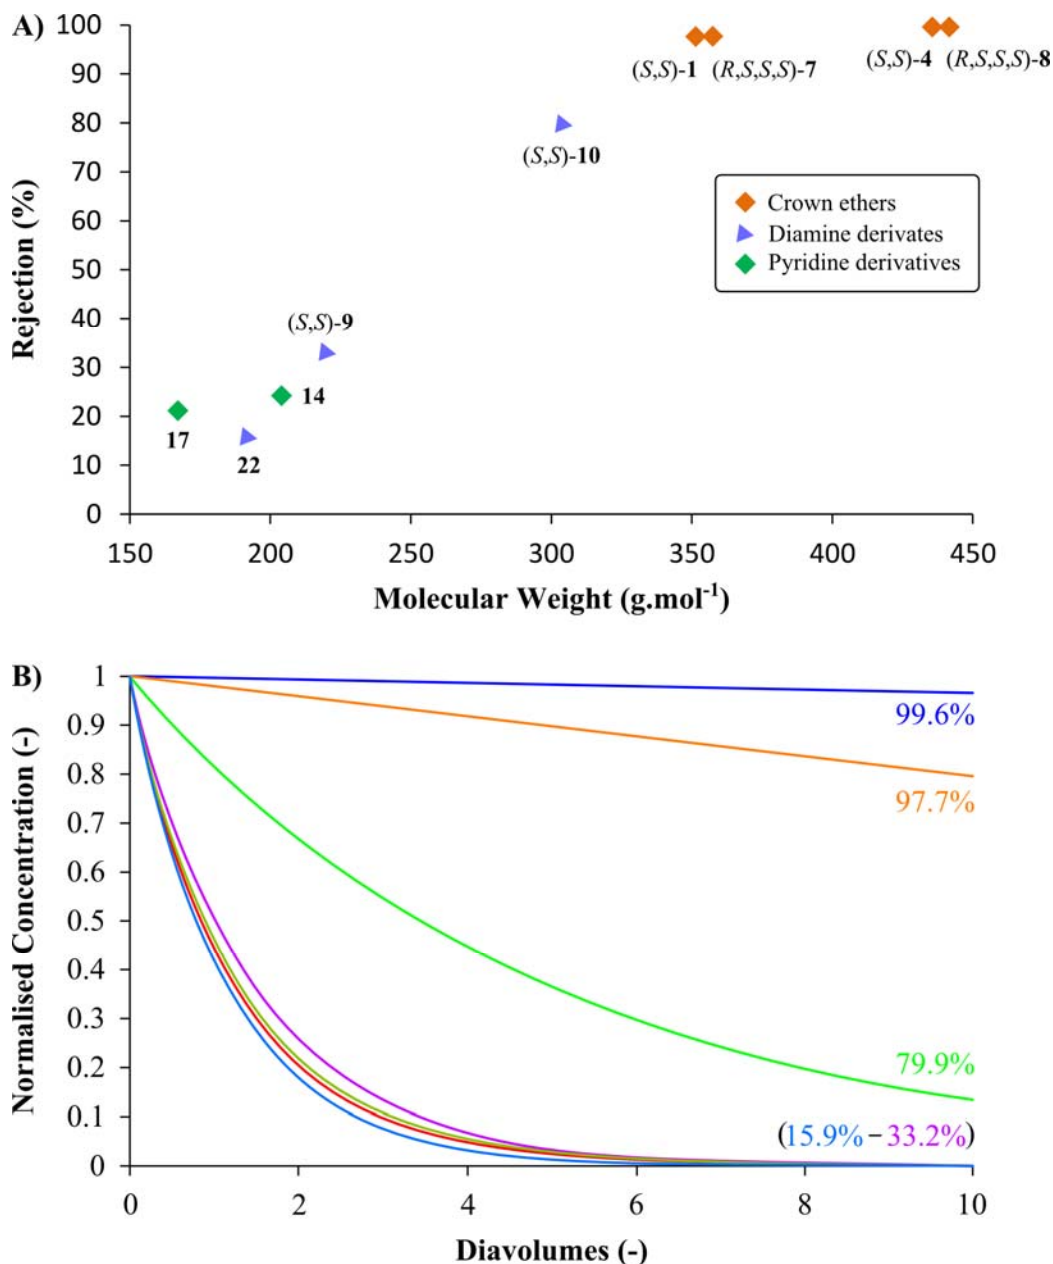 A)
Rejection (%)
100
90
80
70
60
50
40
30
20
10
0
(S,S)-1 (R,S,S,S)-7
(S,S)-4 (R,S,S,S)-8
(S,S)-10
Crown ethers
Diamine derivates
Pyridine derivatives
(S,S)-9
14
17
22
150 200 250 300 350 400 450
Molecular Weight (g.mol-1)
B)
Normalised Concentration (-)
1
0.9
0.8
0.7
0.6
0.5
0.4
0.3
0.2
0.1
0
99.6%
97.7%
79.9%
(15.9% – 33.2%)
0 2 4 6 8 10
Diavolumes (-)